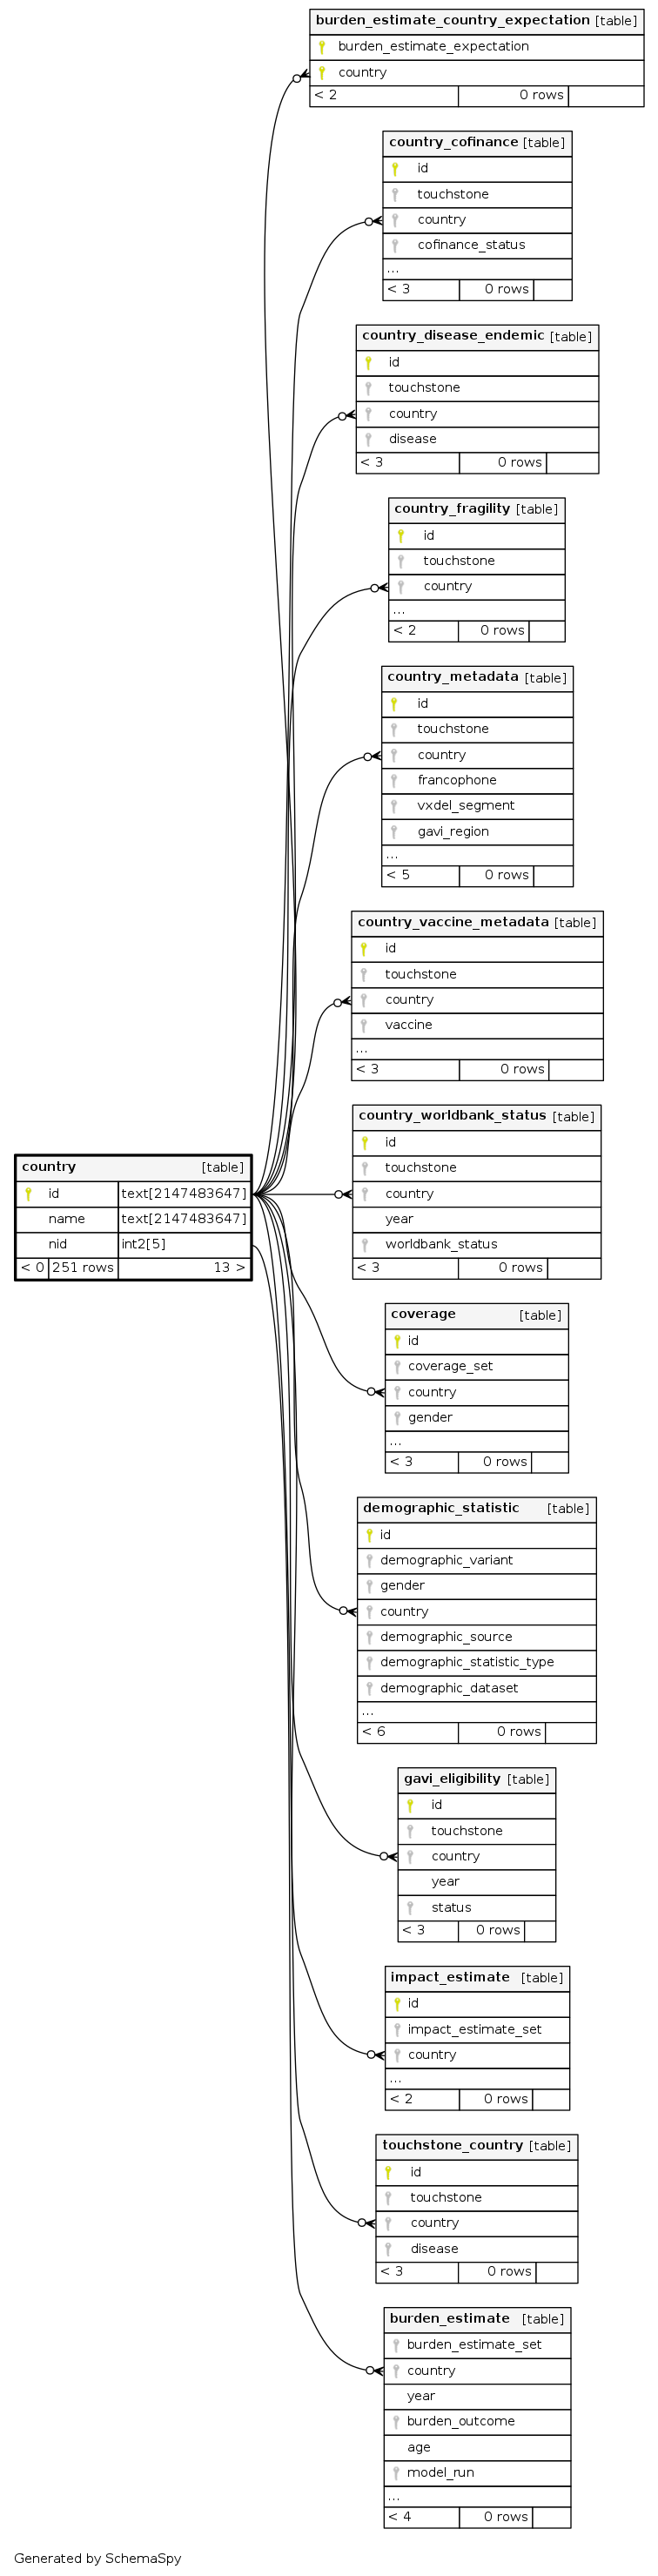 burden_estimate_country_expectation [table]
burden_estimate_expectation
country
< 2 0 rows
country_cofinance [table]
id
touchstone
country
cofinance_status
...
< 3 0 rows
country_disease_endemic [table]
id
touchstone
country
disease
< 3 0 rows
country_fragility [table]
id
touchstone
country
...
< 2 0 rows
country_metadata [table]
id
touchstone
country
francophone
vxdel_segment
gavi_region
...
< 5 0 rows
country_vaccine_metadata [table]
id
touchstone
country
vaccine
...
< 3 0 rows
country_worldbank_status [table]
id
touchstone
country
year
worldbank_status
< 3 0 rows
country [table]
id text[2147483647]
name text[2147483647]
nid int2[5]
< 0 251 rows 13 >
coverage [table]
id
coverage_set
country
gender
...
< 3 0 rows
demographic_statistic [table]
id
demographic_variant
gender
country
demographic_source
demographic_statistic_type
demographic_dataset
...
< 6 0 rows
gavi_eligibility [table]
id
touchstone
country
year
status
< 3 0 rows
impact_estimate [table]
id
impact_estimate_set
country
...
< 2 0 rows
touchstone_country [table]
id
touchstone
country
disease
< 3 0 rows
burden_estimate [table]
burden_estimate_set
country
year
burden_outcome
age
model_run
...
< 4 0 rows
Generated by SchemaSpy